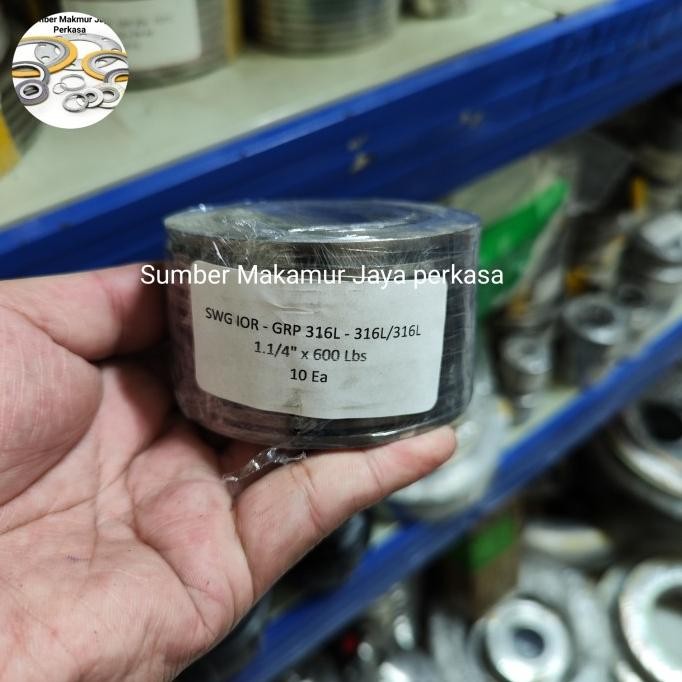 Sumber Makmur Jaya
Perkasa
Sumber Makamur Jaya perkasa
SWG IOR - GRP 316L - 316L/316L
1.1/4" x 600 Lbs
10 Ea